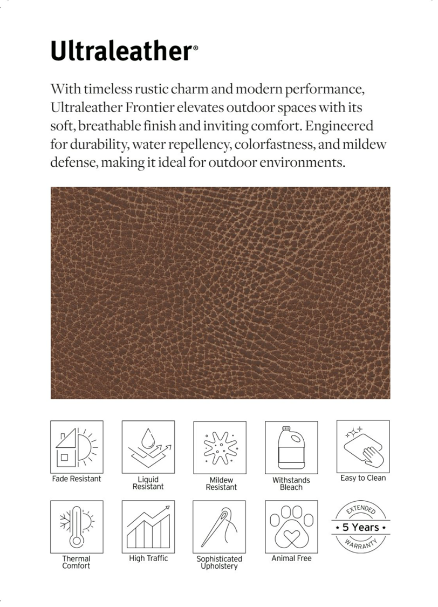 Ultraleather®
With timeless rustic charm and modern performance,
Ultraleather Frontier elevates outdoor spaces with its
soft, breathable finish and inviting comfort. Engineered
for durability, water repellency, colorfastness, and mildew
defense, making it ideal for outdoor environments.
Fade Resistant
Liquid
Resistant
Mildew
Resistant
Withstands
Bleach
Easy to Clean
Thermal
Comfort
High Traffic
Sophisticated
Upholstery
Animal Free
EXTENDED
• 5 Years •
WARRANTY